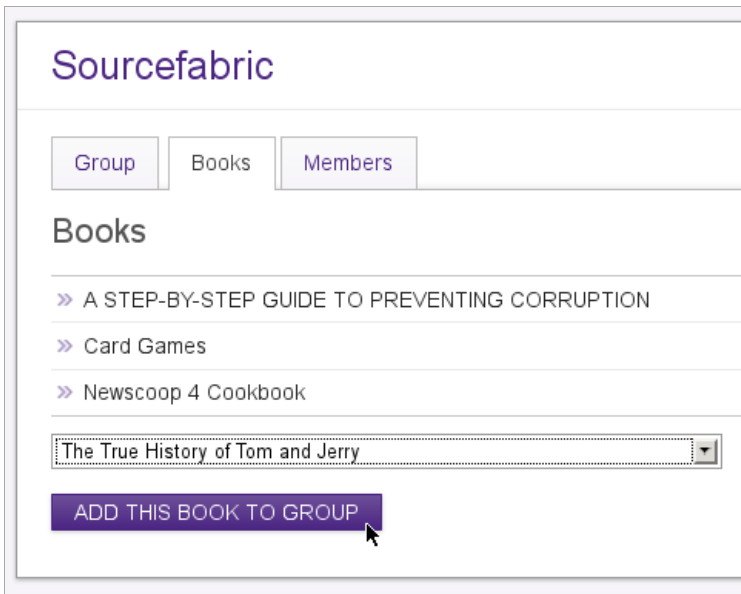 Sourcefabric
Group Books Members
Books
» A STEP-BY-STEP GUIDE TO PREVENTING CORRUPTION
» Card Games
» Newscoop 4 Cookbook
The True History of Tom and Jerry
ADD THIS BOOK TO GROUP